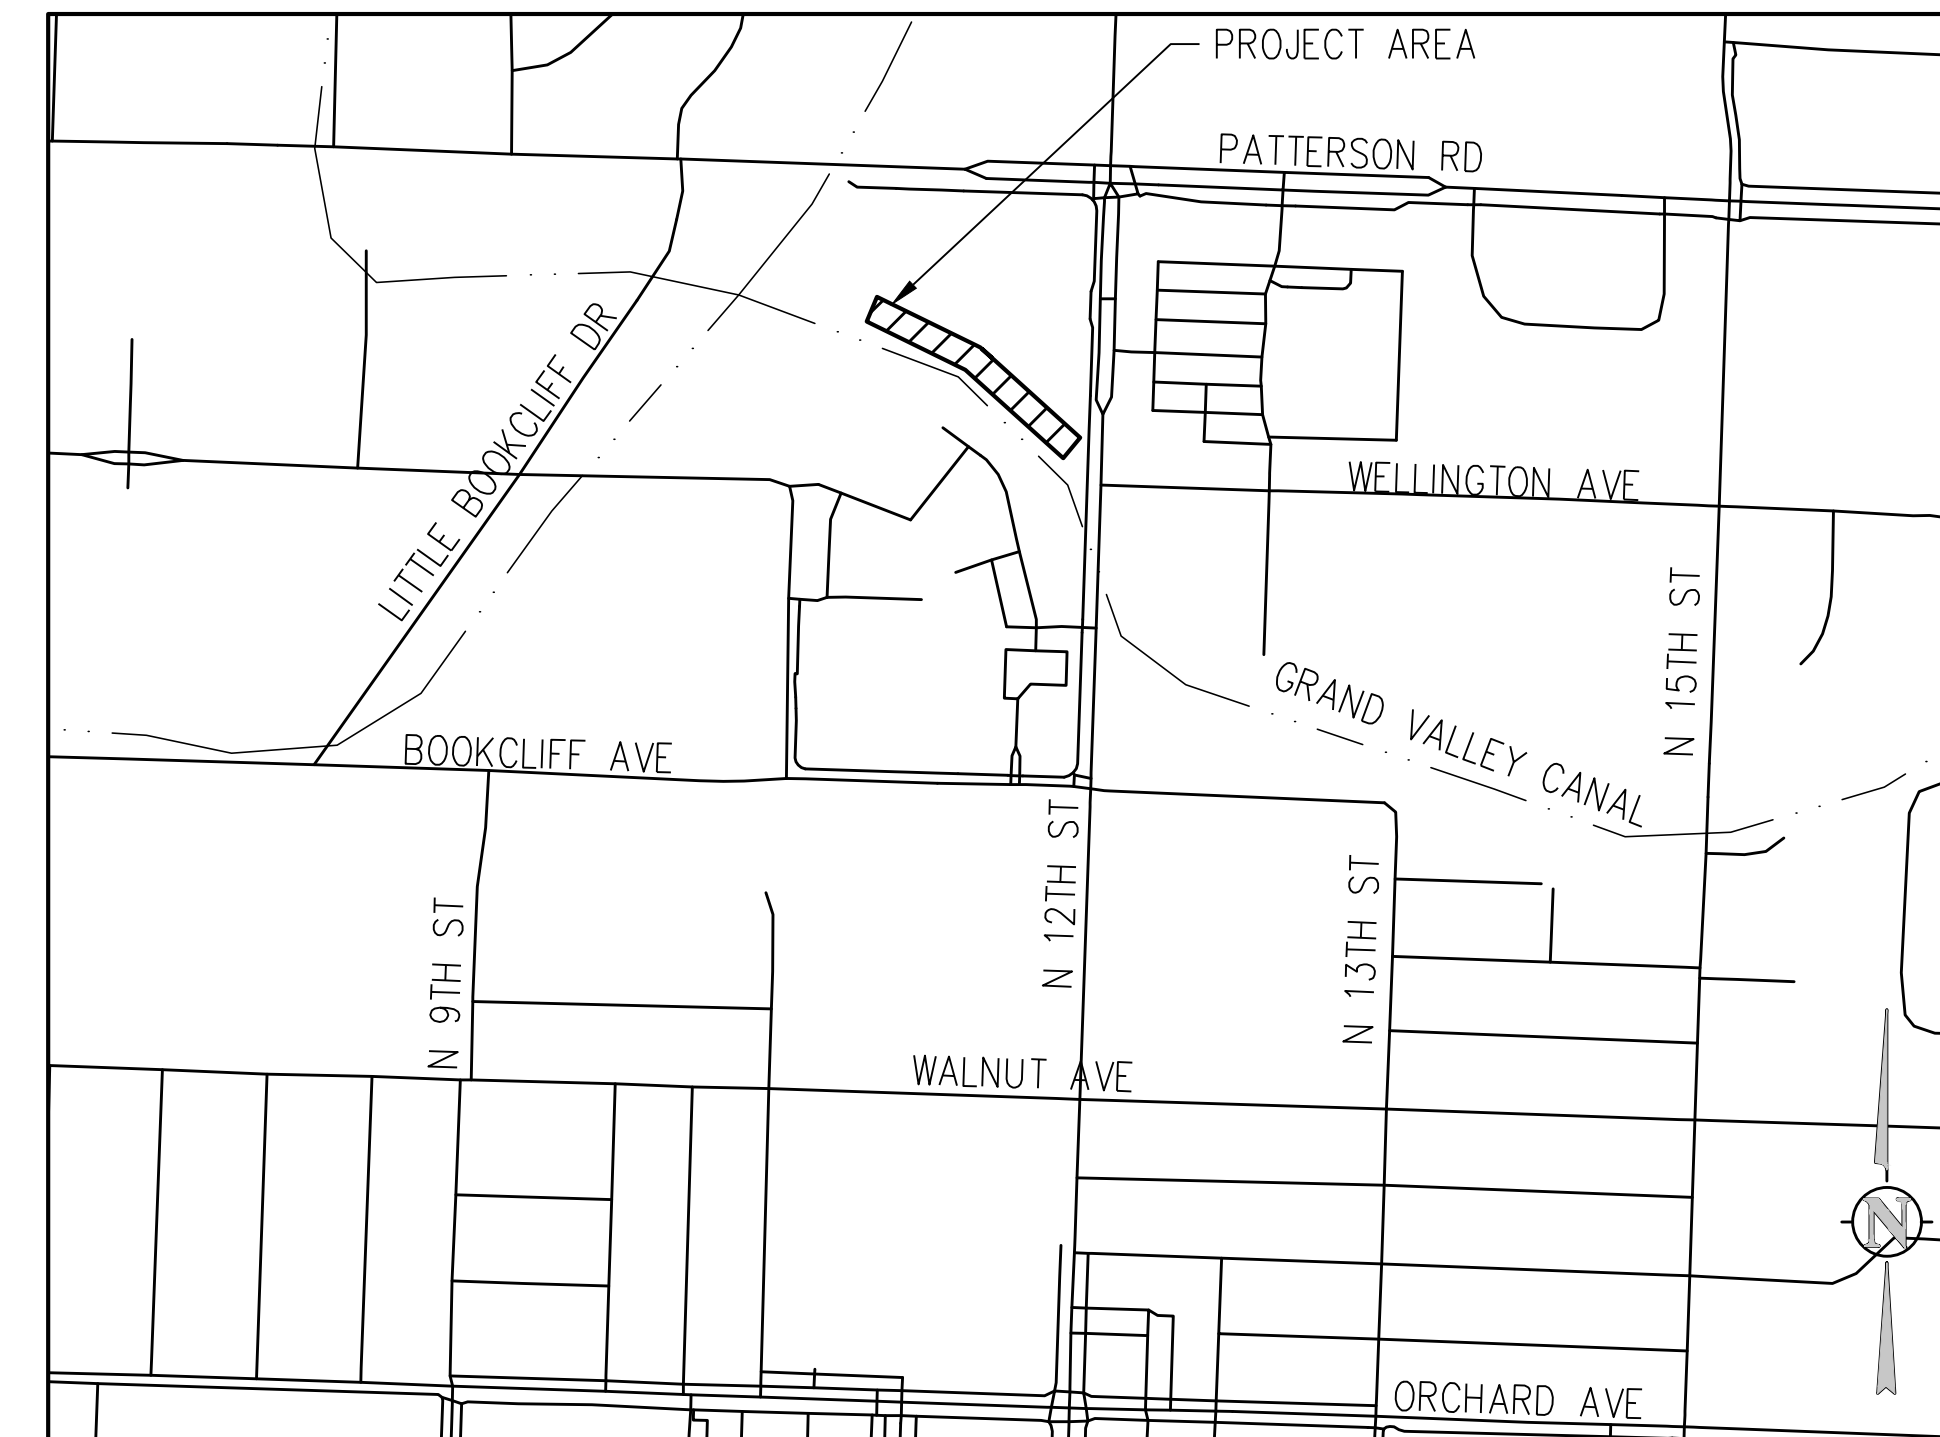 PROJECT AREA
PATTERSON RD
LITTLE BOOKCLIFF DR
WELLINGTON AVE
N 15TH ST
GRAND VALLEY CANAL
BOOKCLIFF AVE
N 12TH ST
N 13TH ST
N 9TH ST
WALNUT AVE
N
ORCHARD AVE